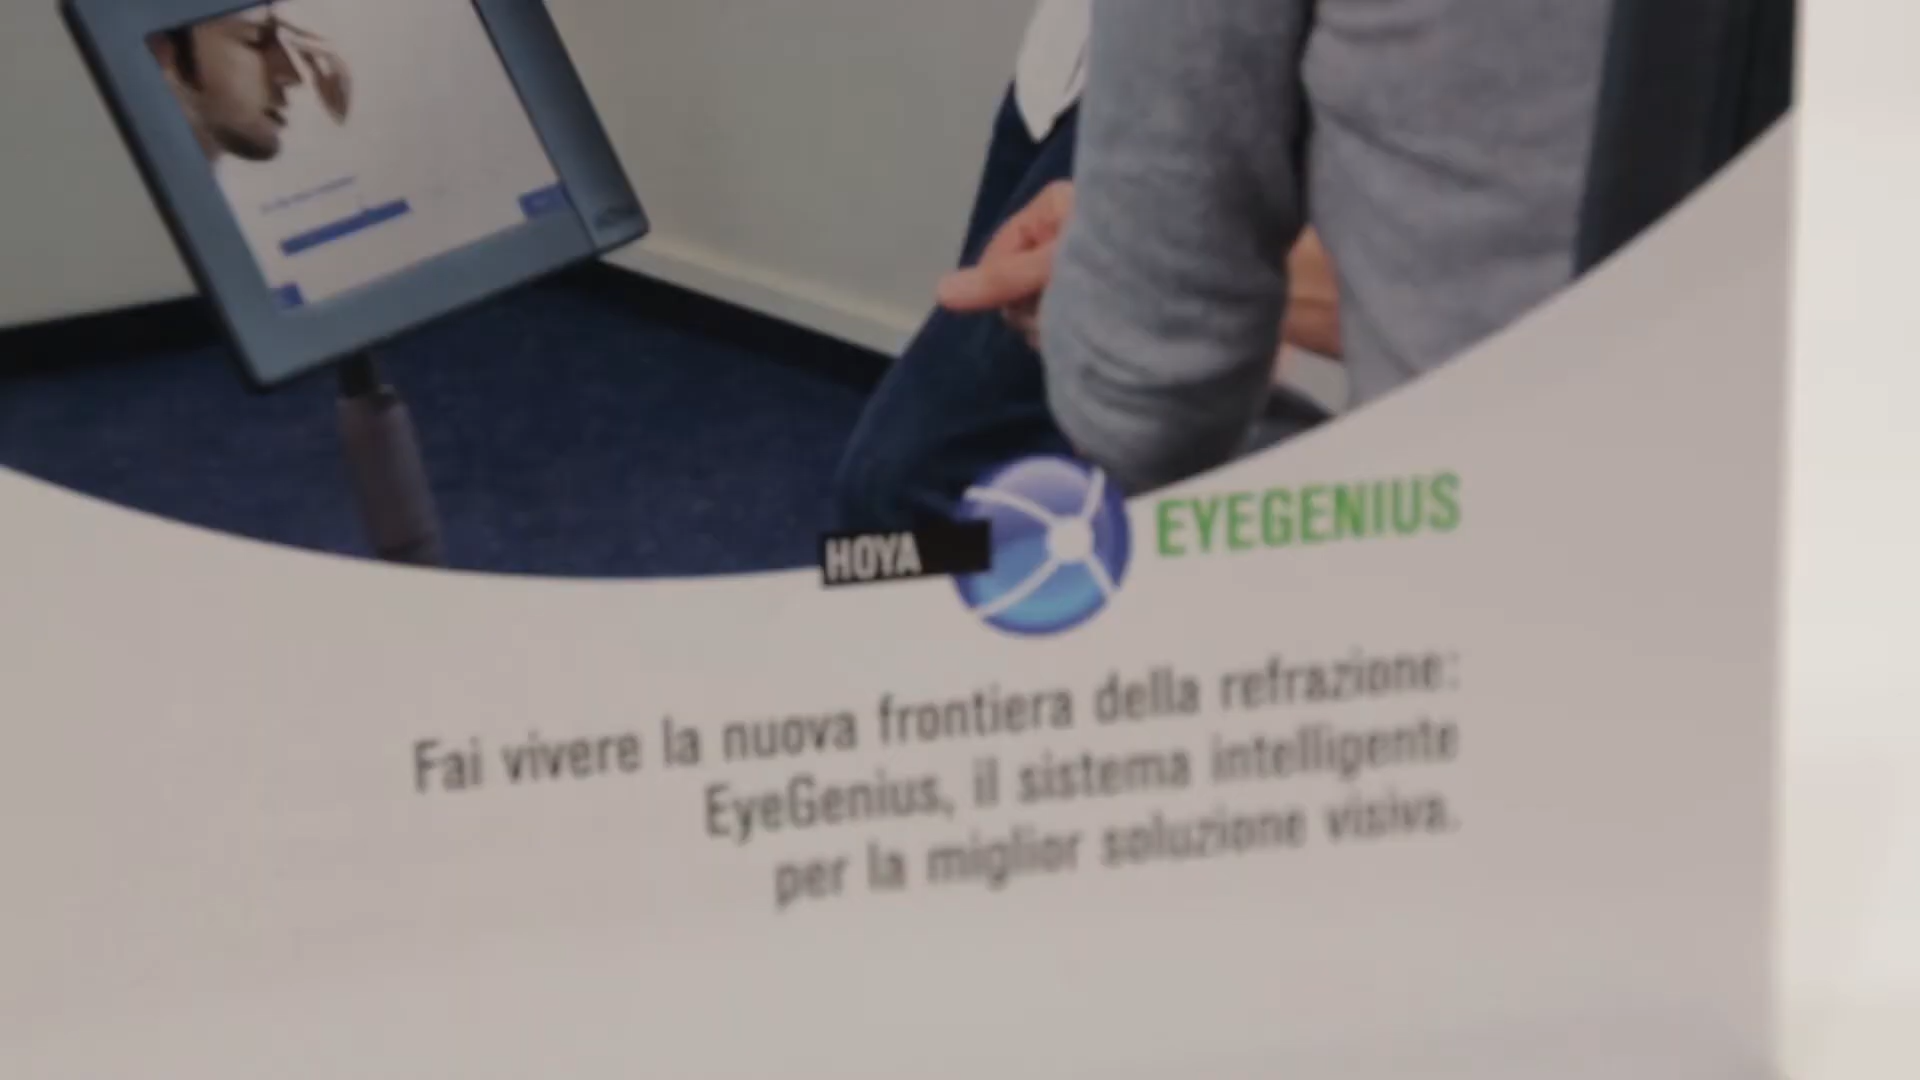 HOYA
EYEGENIUS
Fai vivere la nuova frontiera della refrazione:
EyeGenius, il sistema intelligente
per la miglior soluzione visiva.